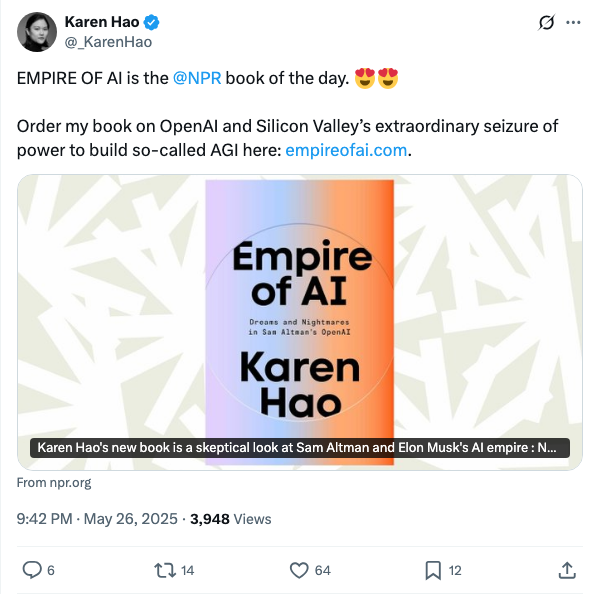 Karen Hao
@_KarenHao
EMPIRE OF AI is the @NPR book of the day. 😍😍
Order my book on OpenAI and Silicon Valley’s extraordinary seizure of
power to build so-called AGI here: empireofai.com.
Empire
of AI
Dreams and Nightmares
in Sam Altman's OpenAI
Karen
Hao
Karen Hao's new book is a skeptical look at Sam Altman and Elon Musk's AI empire : N...
From npr.org
9:42 PM · May 26, 2025 · 3,948 Views
6 14 64 12